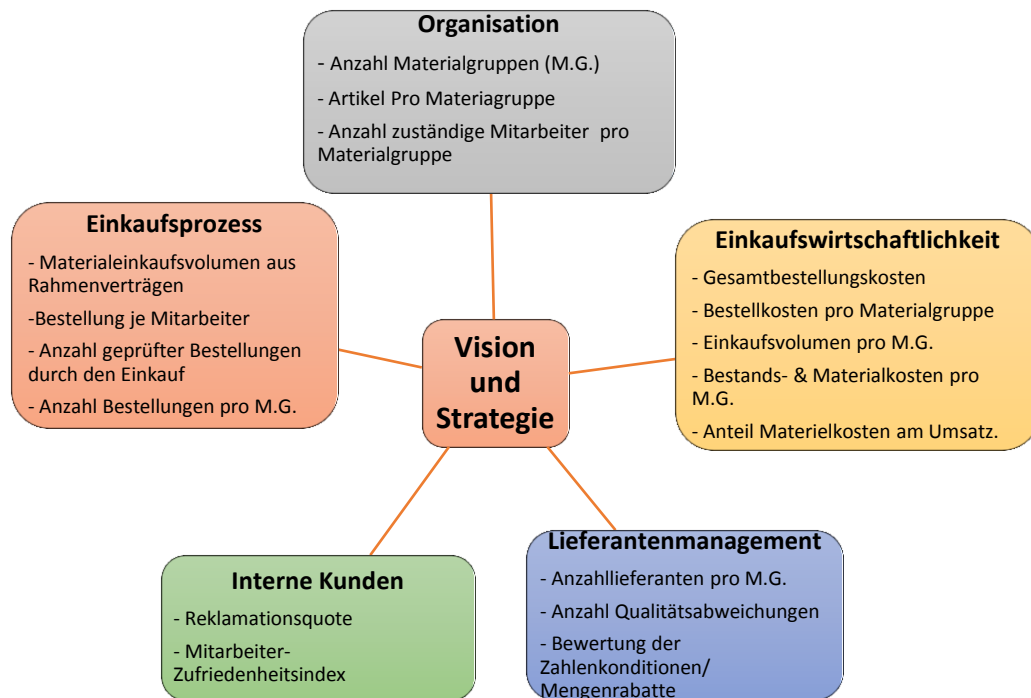 Organisation
- Anzahl Materialgruppen (M.G.)
- Artikel Pro Materiagruppe
- Anzahl zuständige Mitarbeiter  pro
Materialgruppe
Einkaufsprozess
- Materialeinkaufsvolumen aus
Rahmenverträgen
-Bestellung je Mitarbeiter
- Anzahl geprüfter Bestellungen
durch den Einkauf
- Anzahl Bestellungen pro M.G.
Vision
und
Strategie
Einkaufswirtschaftlichkeit
- Gesamtbestellungskosten
- Bestellkosten pro Materialgruppe
- Einkaufsvolumen pro M.G.
- Bestands- & Materialkosten pro
M.G.
- Anteil Materielkosten am Umsatz.
Interne Kunden
- Reklamationsquote
- Mitarbeiter-
Zufriedenheitsindex
Lieferantenmanagement
- Anzahllieferanten pro M.G.
- Anzahl Qualitätsabweichungen
- Bewertung der
Zahlenkonditionen/
Mengenrabatte